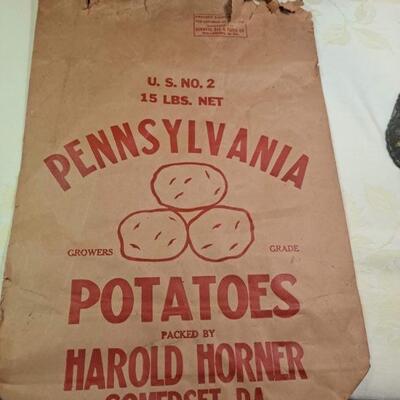 U. S. NO. 2
15 LBS. NET
PENNSYLVANIA
GROWERS GRADE
POTATOES
PACKED BY
HAROLD HORNER
SOMERSET, PA.